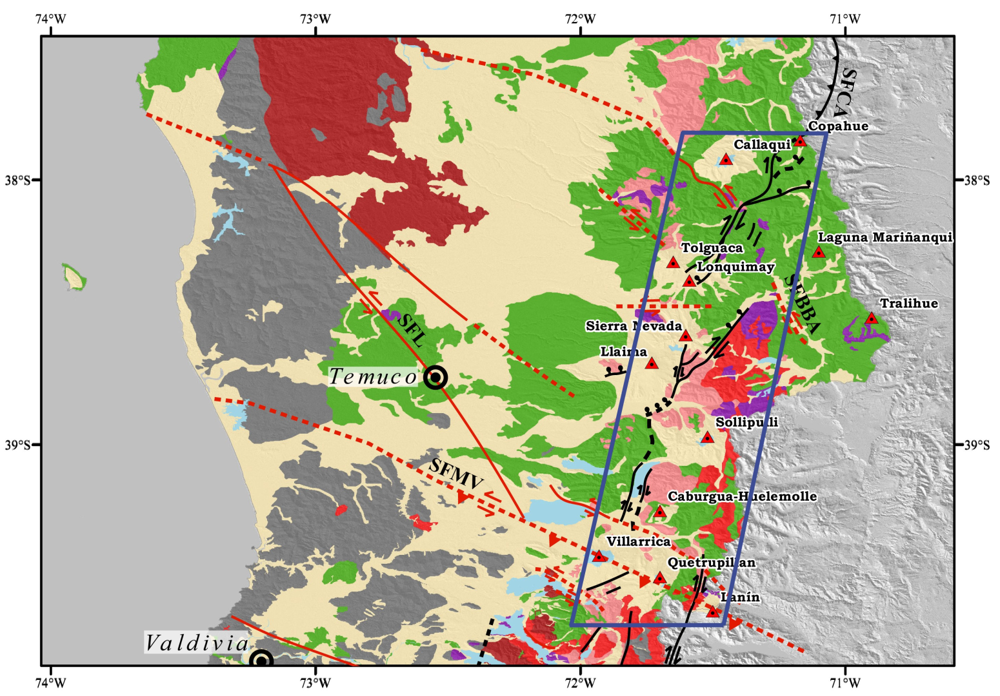 74°W 73°W 72°W 71°W
SFCA
Copahue
Callaqui
38°S 38°S
Laguna Mariñanqui
Tolguaca
Lonquimay
SFBBA
Tralihue
SFL
Sierra Nevada
Llaima
Temuco
Sollipulli
39°S 39°S
SFMV
Caburgua-Huelemolle
Villarrica
Quetrupillan
Lanín
Valdivia
74°W 73°W 72°W 71°W